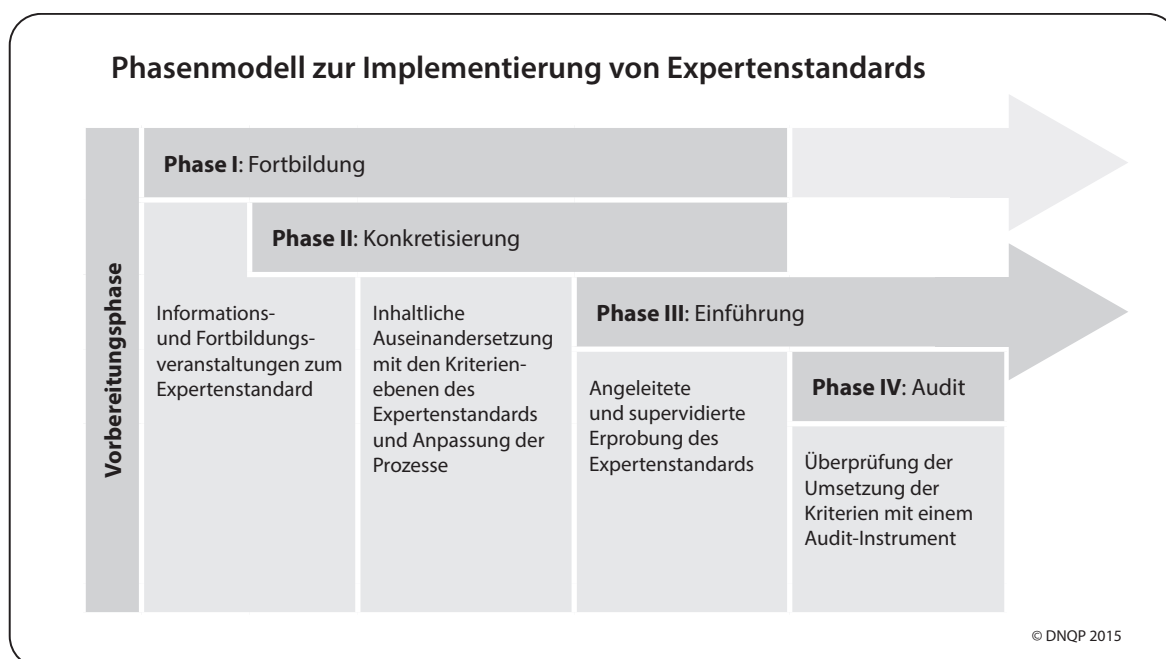 Phasenmodell zur Implementierung von Expertenstandards
Vorbereitungsphase
Phase I: Fortbildung
Phase II: Konkretisierung
Informations-
und Fortbildungs-
veranstaltungen zum
Expertenstandard
Inhaltliche
Auseinandersetzung
mit den Kriterien-
ebenen des
Expertenstandards
und Anpassung der
Prozesse
Phase III: Einführung
Angeleitete
und supervidierte
Erprobung des
Expertenstandards
Phase IV: Audit
Überprüfung der
Umsetzung der
Kriterien mit einem
Audit-Instrument
© DNQP 2015